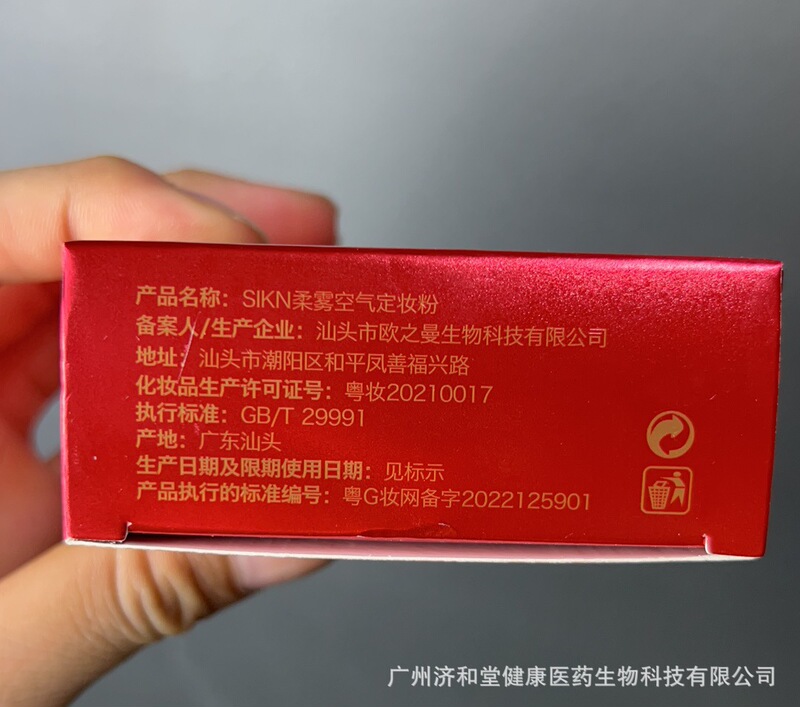 产品名称：SIKN柔雾空气定妆粉
备案人/生产企业：汕头市欧之曼生物科技有限公司
地址：汕头市潮阳区和平凤善福兴路
化妆品生产许可证号：粤妆20210017
执行标准：GB/T 29991
产地：广东汕头
生产日期及限期使用日期：见标示
产品执行的标准编号：粤G妆网备字2022125901
广州济和堂健康医药生物科技有限公司